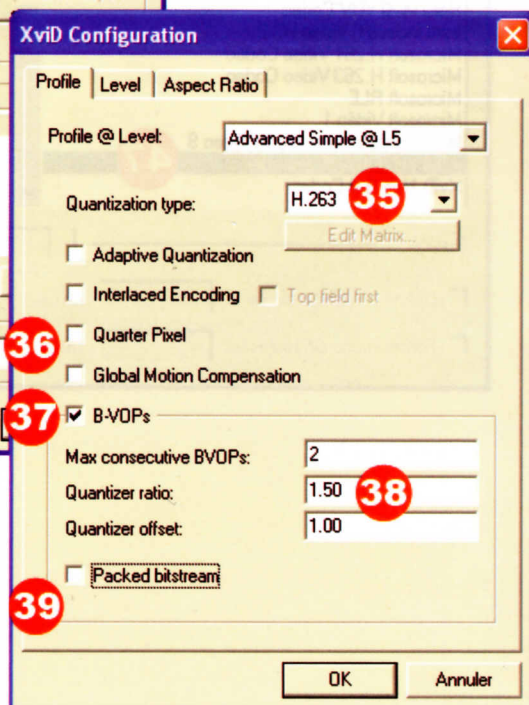 XviD Configuration
Profile Level Aspect Ratio
Profile @ Level: Advanced Simple @ L5
Quantization type: H.263 35
Edit Matrix...
Adaptive Quantization
Interlaced Encoding Top field first
36 Quarter Pixel
Global Motion Compensation
37 B-VOPs
Max consecutive BVOPs: 2
Quantizer ratio: 1.50 38
Quantizer offset: 1.00
Packed bitstream
39
OK Annuler